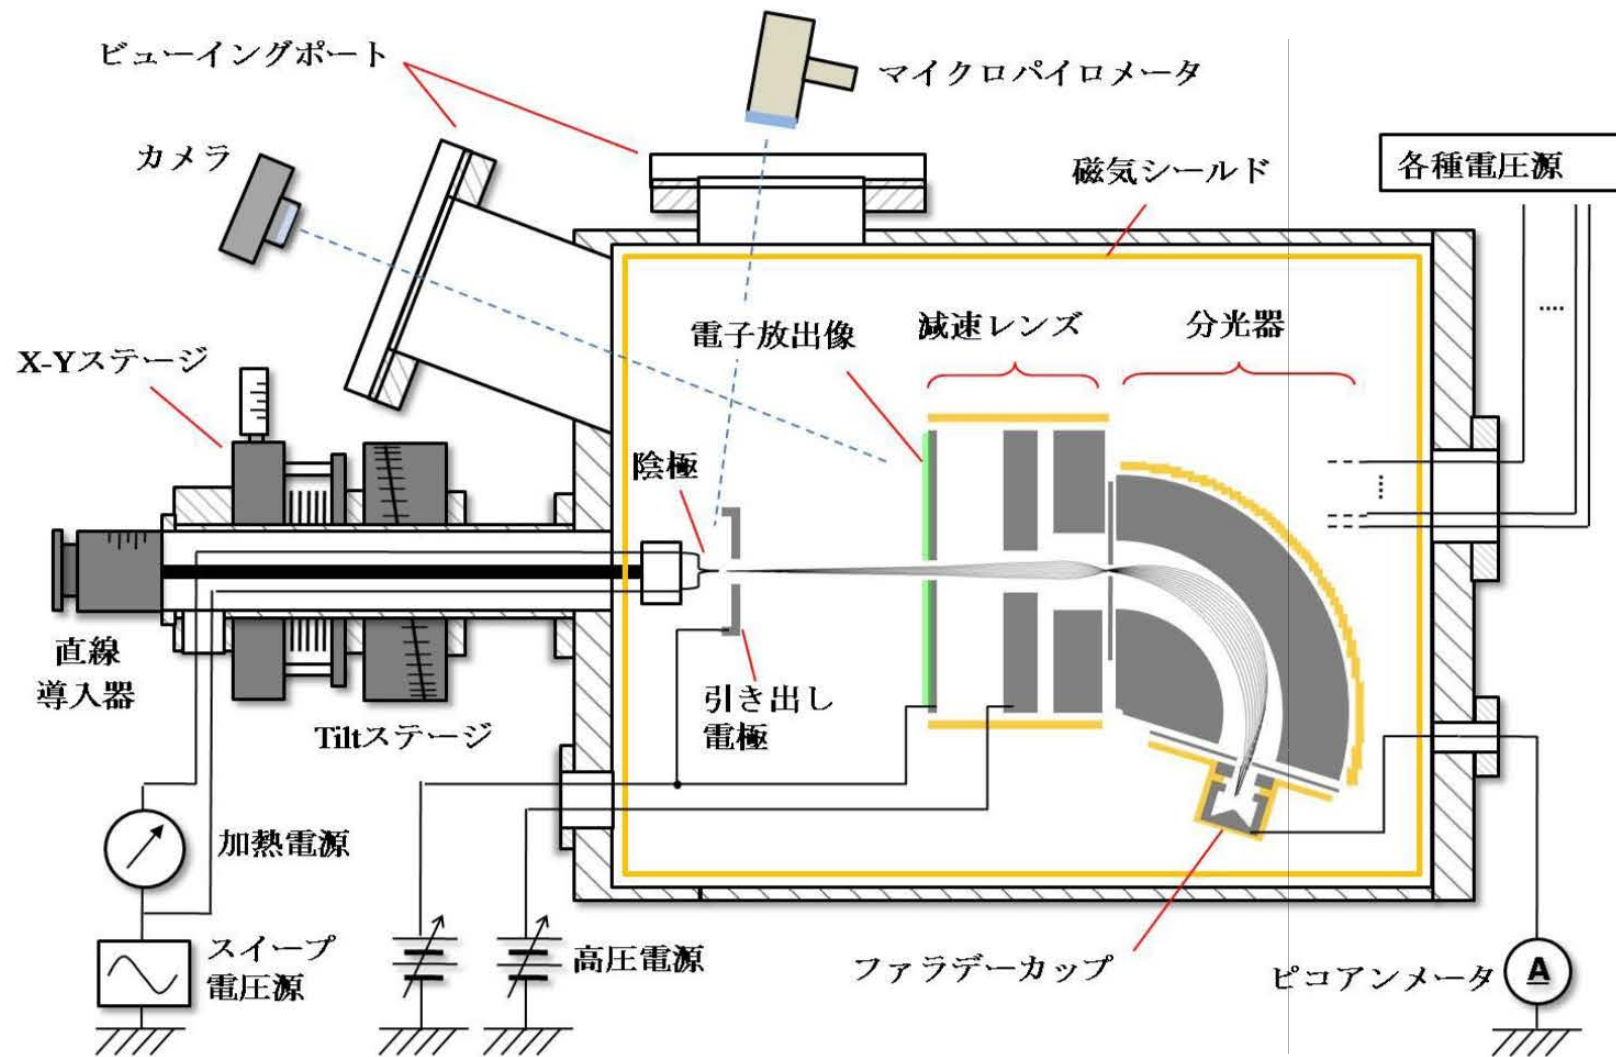 ビューイングポート
マイクロパイロメータ
カメラ
磁気シールド
各種電圧源
電子放出像
減速レンズ
分光器
X-Yステージ
陰極
直線
導入器
Tiltステージ
引き出し
電極
加熱電源
スイープ
電圧源
高圧電源
ファラデーカップ
ピコアンメータ
A